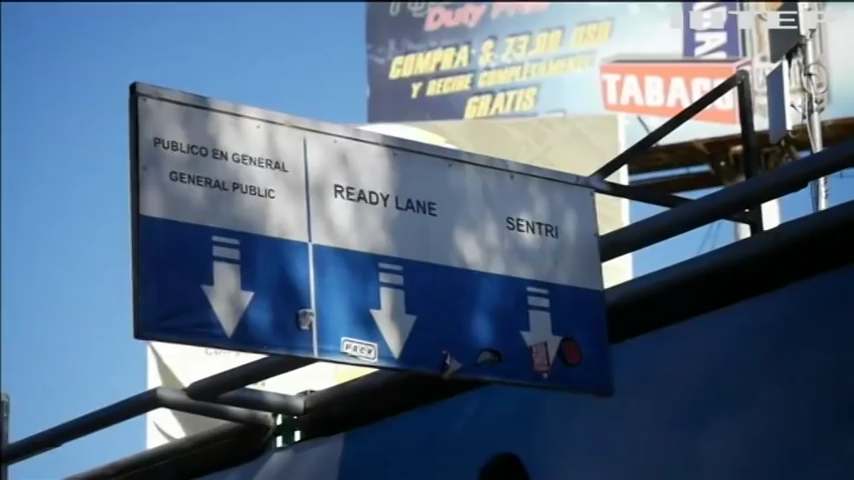 Duty Free
COMPRA $ 73.00 USD
Y RECIBE COMPLETAMENTE
GRATIS
TABACO
PUBLICO EN GENERAL
GENERAL PUBLIC
READY LANE
SENTRI